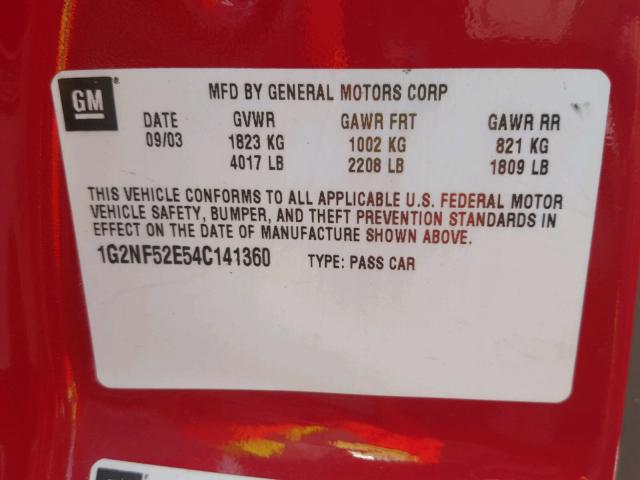 GM
MFD BY GENERAL MOTORS CORP
DATE GVWR GAWR FRT GAWR RR
09/03 1823 KG 1002 KG 821 KG
4017 LB 2208 LB 1809 LB
THIS VEHICLE CONFORMS TO ALL APPLICABLE U.S. FEDERAL MOTOR
VEHICLE SAFETY, BUMPER, AND THEFT PREVENTION STANDARDS IN
EFFECT ON THE DATE OF MANUFACTURE SHOWN ABOVE.
1G2NF52E54C141360 TYPE: PASS CAR